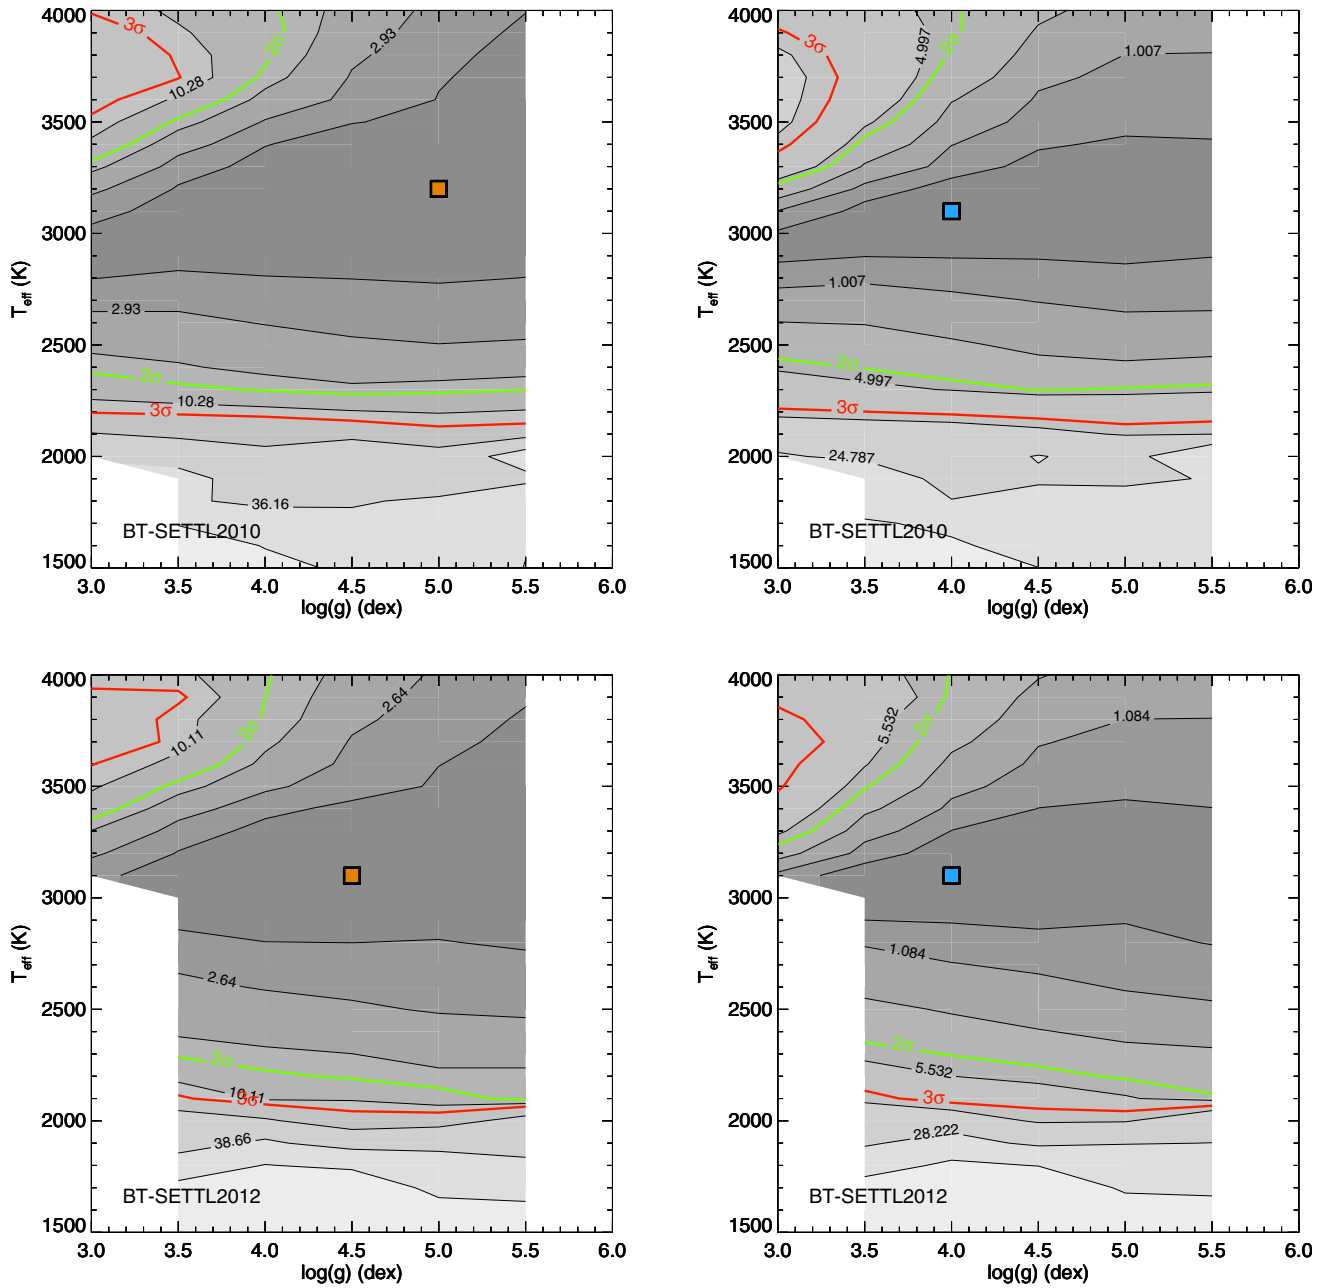 4000
3500
3000
2500
2000
1500
T_eff (K)
3σ
2σ
2.93
10.28
2.93
2σ
10.28
3σ
36.16
BT-SETTL2010
3.0 3.5 4.0 4.5 5.0 5.5 6.0
log(g) (dex)
4000
3500
3000
2500
2000
1500
T_eff (K)
3σ
4.997
2σ
1.007
1.007
2σ
4.997
3σ
24.787
BT-SETTL2010
3.0 3.5 4.0 4.5 5.0 5.5 6.0
log(g) (dex)
4000
3500
3000
2500
2000
1500
T_eff (K)
2.64
2σ
10.11
2.64
2σ
10.11
3σ
38.66
BT-SETTL2012
3.0 3.5 4.0 4.5 5.0 5.5 6.0
log(g) (dex)
4000
3500
3000
2500
2000
1500
T_eff (K)
5.532
2σ
1.084
1.084
2σ
5.532
3σ
28.222
BT-SETTL2012
3.0 3.5 4.0 4.5 5.0 5.5 6.0
log(g) (dex)